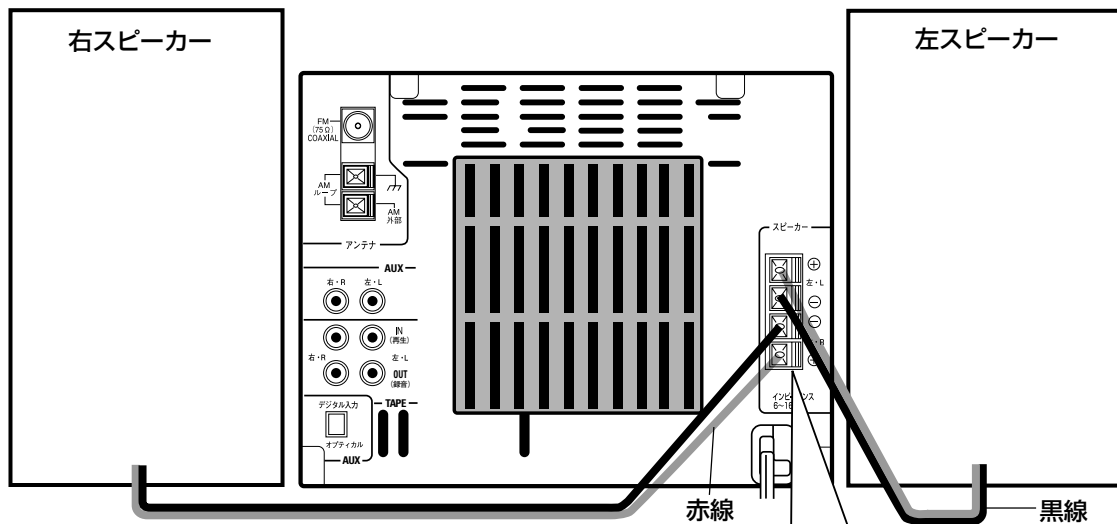 右スピーカー
左スピーカー
FM
(75Ω)
COAXIAL
AM
ループ
AM
外部
アンテナ
AUX
右・R 左・L
IN
(再生)
右・R 左・L
OUT
(録音)
TAPE
デジタル入力
オプティカル
AUX
スピーカー
⊕
左・L
⊖
⊖
R
6~16
赤線
黒線